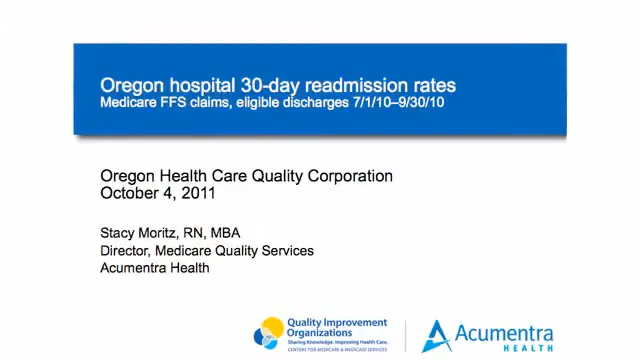 Oregon hospital 30-day readmission rates
Medicare FFS claims, eligible discharges 7/1/10–9/30/10
Oregon Health Care Quality Corporation
October 4, 2011
Stacy Moritz, RN, MBA
Director, Medicare Quality Services
Acumentra Health
Quality Improvement
Organizations
Sharing Knowledge. Improving Health Care.
CENTERS FOR MEDICARE & MEDICAID SERVICES
Acumentra
HEALTH